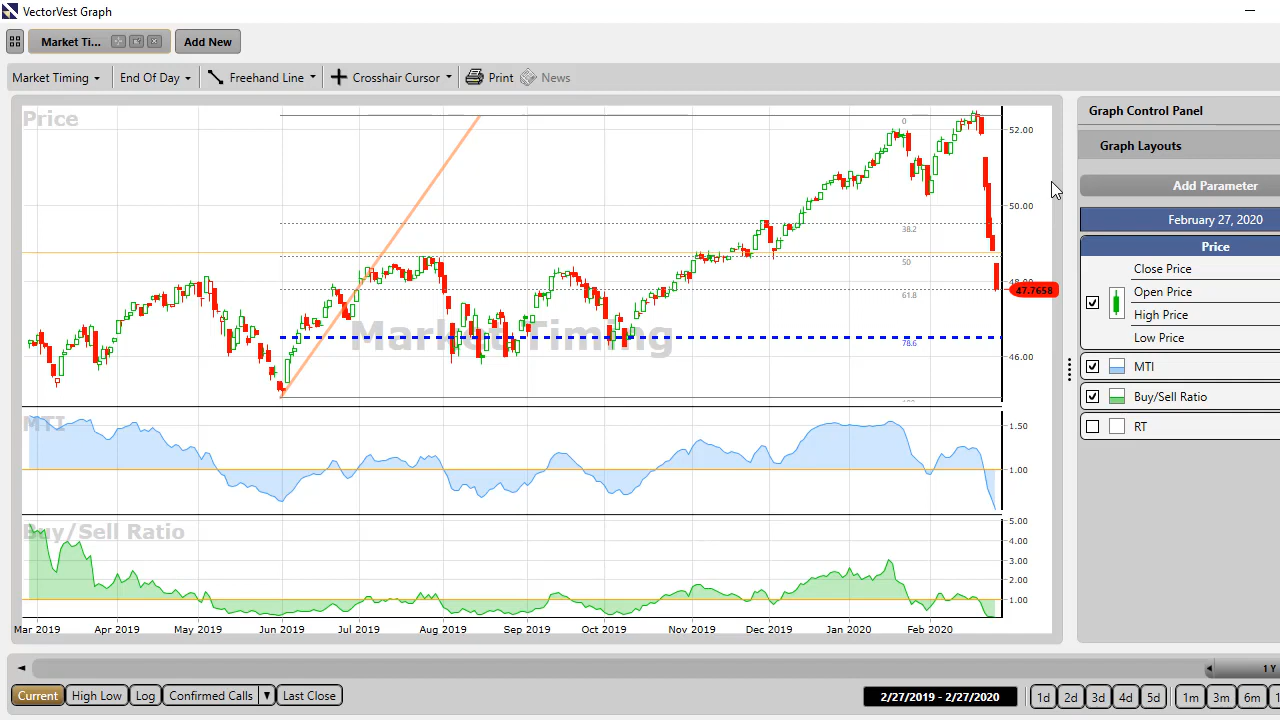 VectorVest Graph
Market Ti...
Add New
Market Timing
End Of Day
Freehand Line
Crosshair Cursor
Print
News
Price
0
52.00
50.00
38.2
50
61.8
47.7658
Market Timing
78.6
46.00
MTI
1.50
1.00
Buy/Sell Ratio
5.00
4.00
3.00
2.00
1.00
Mar 2019 Apr 2019 May 2019 Jun 2019 Jul 2019 Aug 2019 Sep 2019 Oct 2019 Nov 2019 Dec 2019 Jan 2020 Feb 2020
Graph Control Panel
Graph Layouts
Add Parameter
February 27, 2020
Price
Close Price
Open Price
High Price
Low Price
MTI
Buy/Sell Ratio
RT
1 Y
Current
High Low
Log
Confirmed Calls
Last Close
2/27/2019 - 2/27/2020
1d
2d
3d
4d
5d
1m
3m
6m